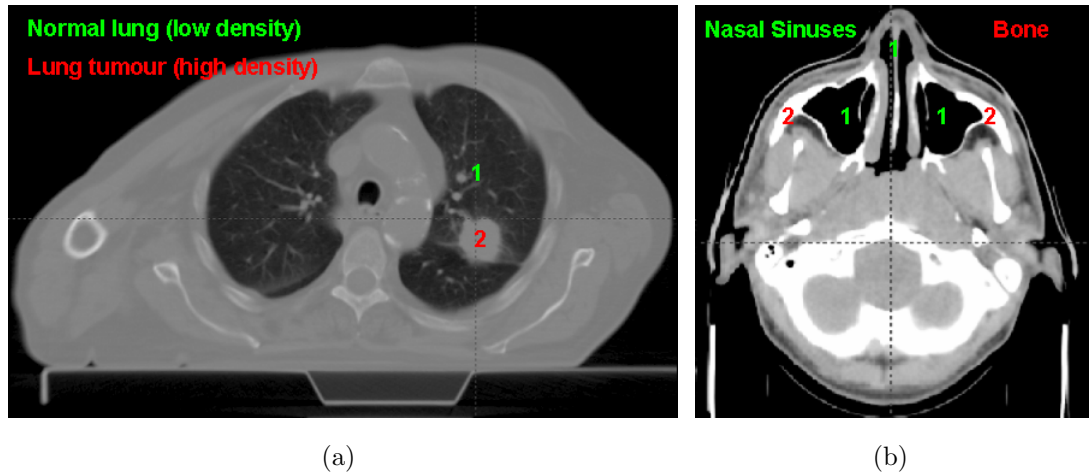 Normal lung (low density)
Lung tumour (high density)
1
2
Nasal Sinuses
Bone
1
2
1
1
2
(a)
(b)